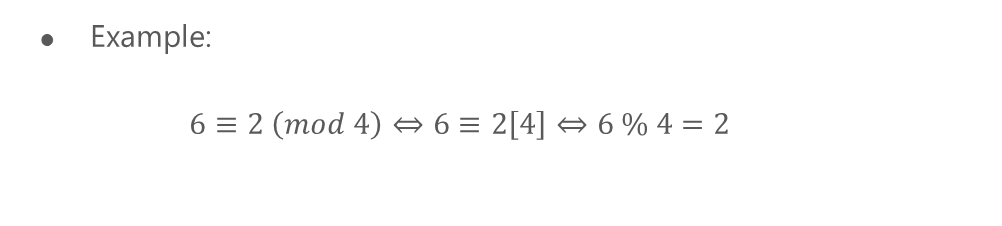 ● Example:
6 ≡ 2 (mod 4) ⇔ 6 ≡ 2[4] ⇔ 6 % 4 = 2